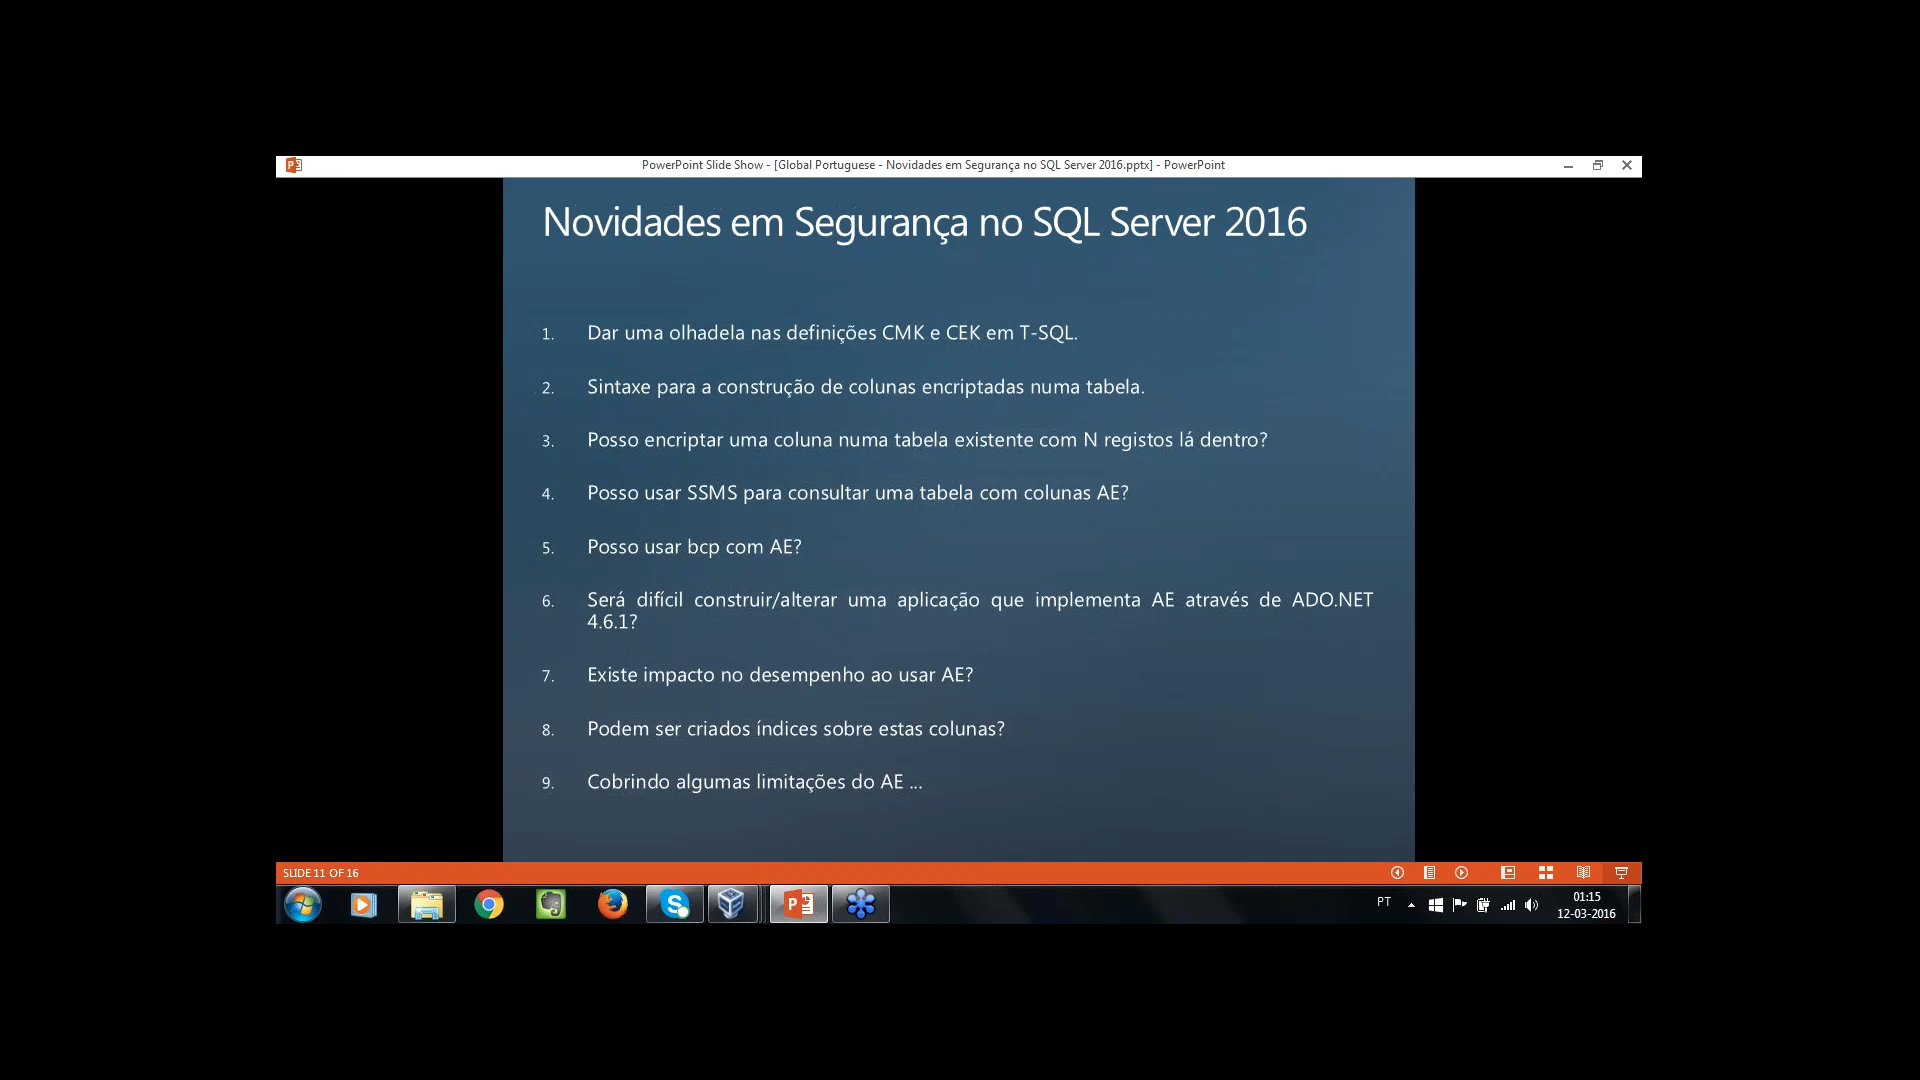 PowerPoint Slide Show - [Global Portuguese - Novidades em Segurança no SQL Server 2016.pptx] - PowerPoint
Novidades em Segurança no SQL Server 2016
1. Dar uma olhadela nas definições CMK e CEK em T-SQL.
2. Sintaxe para a construção de colunas encriptadas numa tabela.
3. Posso encriptar uma coluna numa tabela existente com N registos lá dentro?
4. Posso usar SSMS para consultar uma tabela com colunas AE?
5. Posso usar bcp com AE?
6. Será difícil construir/alterar uma aplicação que implementa AE através de ADO.NET
4.6.1?
7. Existe impacto no desempenho ao usar AE?
8. Podem ser criados índices sobre estas colunas?
9. Cobrindo algumas limitações do AE ...
SLIDE 11 OF 16
PT
01:15
12-03-2016